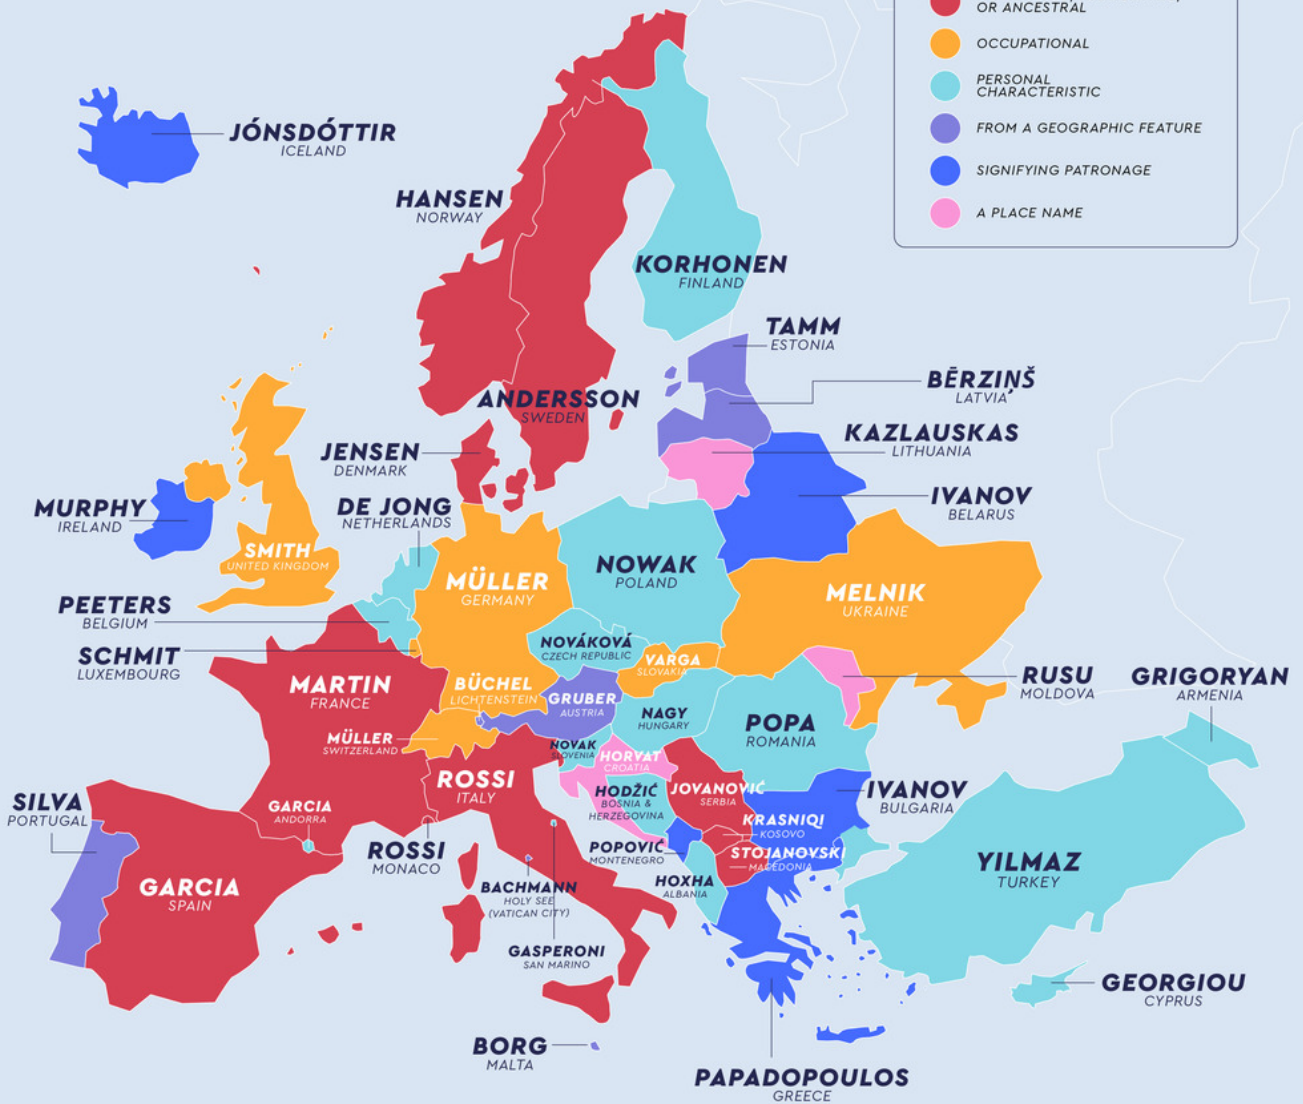 OR ANCESTRAL
OCCUPATIONAL
PERSONAL
CHARACTERISTIC
FROM A GEOGRAPHIC FEATURE
SIGNIFYING PATRONAGE
A PLACE NAME
JÓNSDÓTTIR
ICELAND
HANSEN
NORWAY
KORHONEN
FINLAND
TAMM
ESTONIA
BĒRZIŅŠ
LATVIA
ANDERSSON
SWEDEN
KAZLAUSKAS
LITHUANIA
JENSEN
DENMARK
IVANOV
BELARUS
MURPHY
IRELAND
DE JONG
NETHERLANDS
SMITH
UNITED KINGDOM
NOWAK
POLAND
MÜLLER
GERMANY
MELNIK
UKRAINE
PEETERS
BELGIUM
NOVÁKOVÁ
CZECH REPUBLIC
SCHMIT
LUXEMBOURG
VARGA
SLOVAKIA
RUSU
MOLDOVA
GRIGORYAN
ARMENIA
MARTIN
FRANCE
BÜCHEL
LICHTENSTEIN
GRUBER
AUSTRIA
NAGY
HUNGARY
POPA
ROMANIA
MÜLLER
SWITZERLAND
NOVAK
SLOVENIA
HORVAT
CROATIA
ROSSI
ITALY
HODŽIĆ
BOSNIA &
HERZEGOVINA
JOVANOVIĆ
SERBIA
IVANOV
BULGARIA
SILVA
PORTUGAL
GARCIA
ANDORRA
KRASNIQI
KOSOVO
ROSSI
MONACO
POPOVIĆ
MONTENEGRO
STOJANOVSKI
MACEDONIA
YILMAZ
TURKEY
GARCIA
SPAIN
BACHMANN
HOLY SEE
(VATICAN CITY)
HOXHA
ALBANIA
GASPERONI
SAN MARINO
GEORGIOU
CYPRUS
BORG
MALTA
PAPADOPOULOS
GREECE